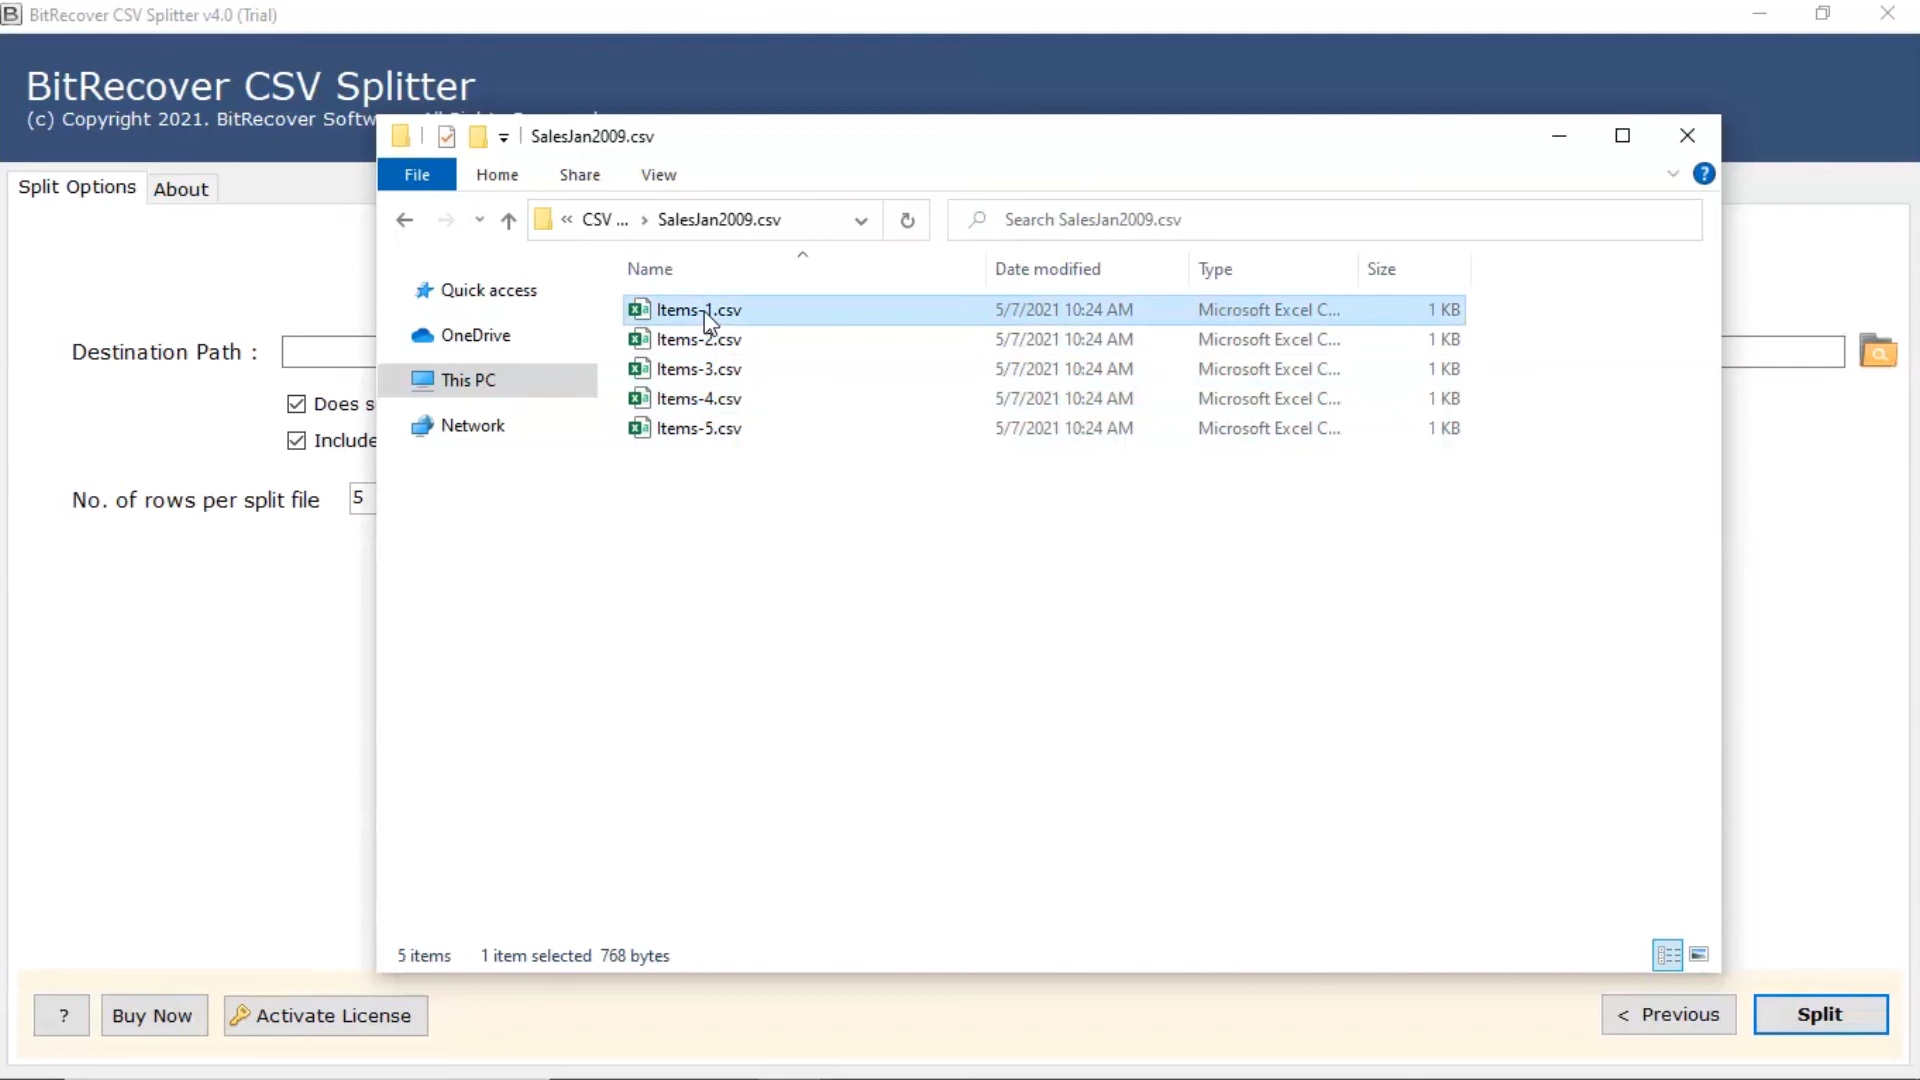 BitRecover CSV Splitter v4.0 (Trial)
BitRecover CSV Splitter
(c) Copyright 2021. BitRecover
SalesJan2009.csv
Split Options About
File Home Share View
« CSV ... > SalesJan2009.csv
Search SalesJan2009.csv
Name Date modified Type Size
Quick access
OneDrive
This PC
Network
Items-1.csv 5/7/2021 10:24 AM Microsoft Excel C... 1 KB
Items-2.csv 5/7/2021 10:24 AM Microsoft Excel C... 1 KB
Items-3.csv 5/7/2021 10:24 AM Microsoft Excel C... 1 KB
Items-4.csv 5/7/2021 10:24 AM Microsoft Excel C... 1 KB
Items-5.csv 5/7/2021 10:24 AM Microsoft Excel C... 1 KB
Destination Path :
Does
Include
No. of rows per split file 5
5 items 1 item selected 768 bytes
? Buy Now Activate License
< Previous Split